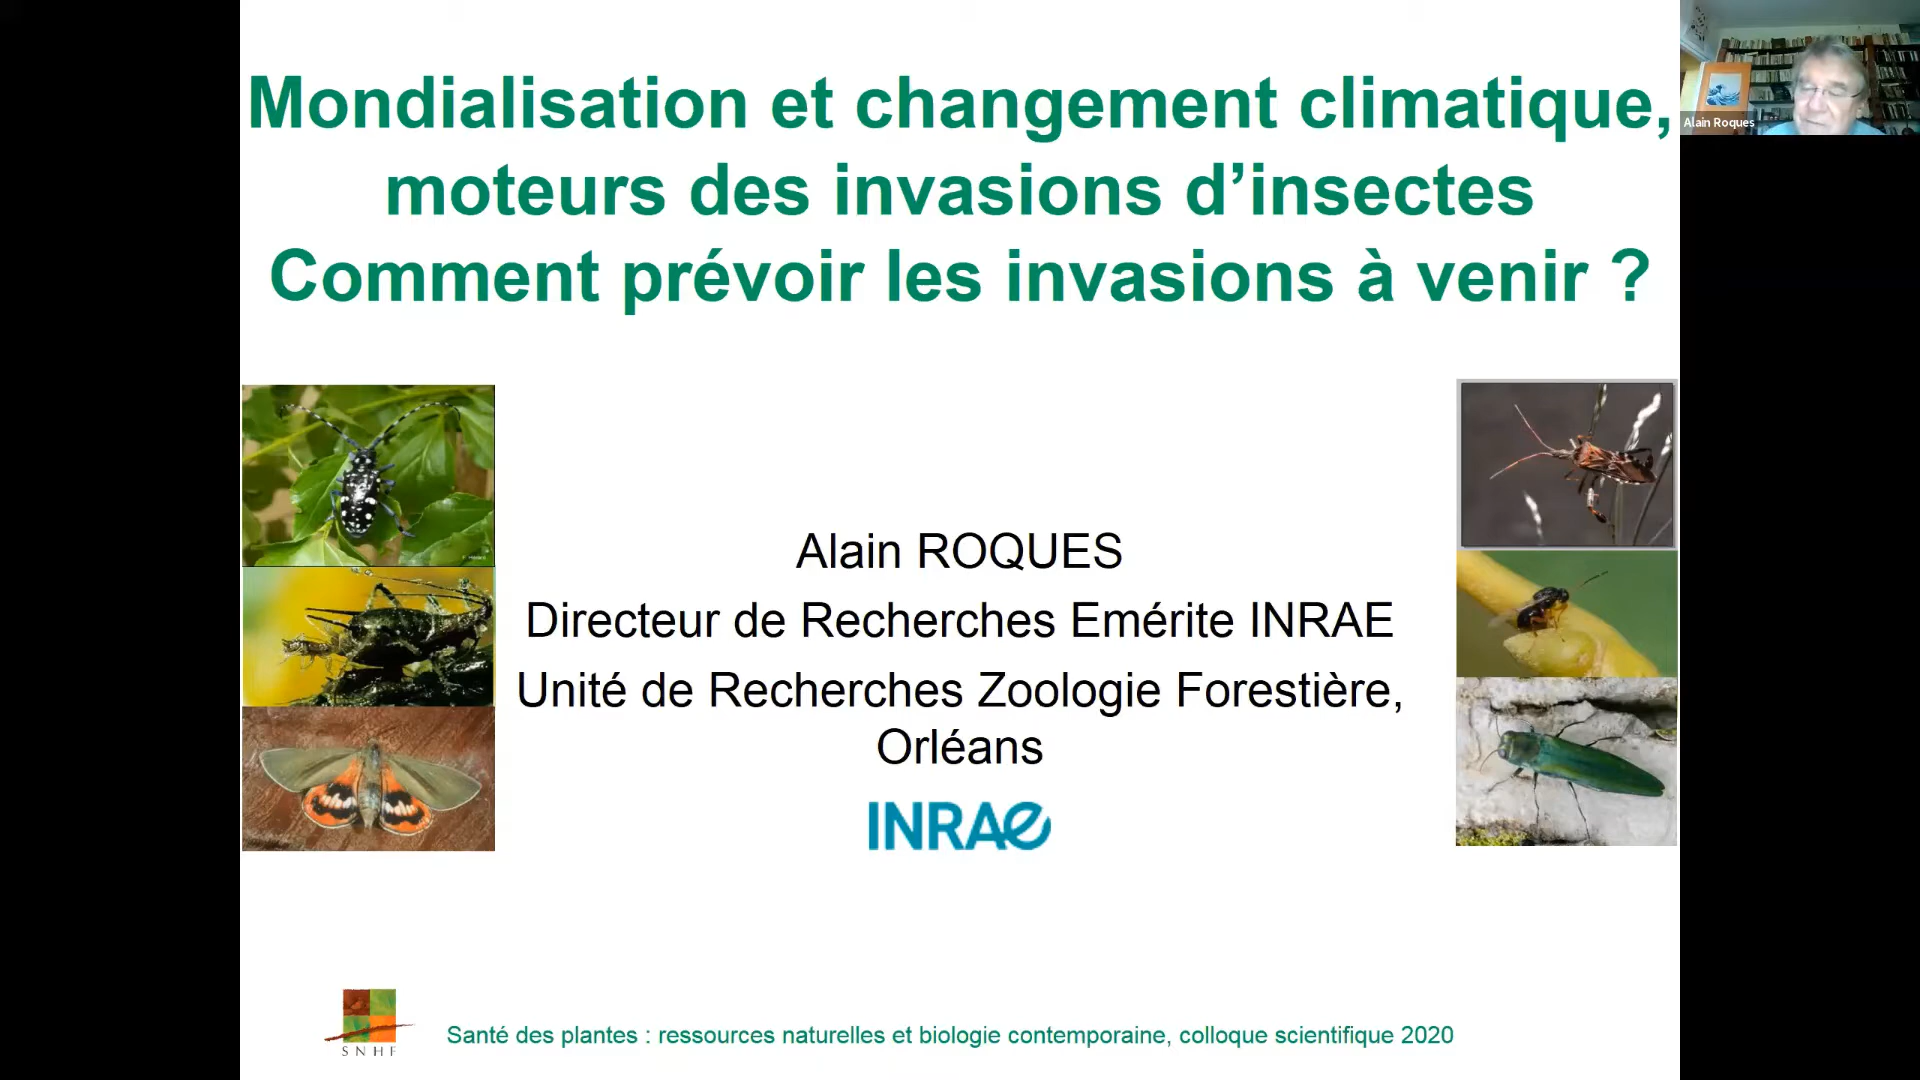 Mondialisation et changement climatique,
moteurs des invasions d’insectes
Comment prévoir les invasions à venir ?
Alain Roques
Alain ROQUES
Directeur de Recherches Emérite INRAE
Unité de Recherches Zoologie Forestière,
Orléans
INRAE
SNHF
Santé des plantes : ressources naturelles et biologie contemporaine, colloque scientifique 2020